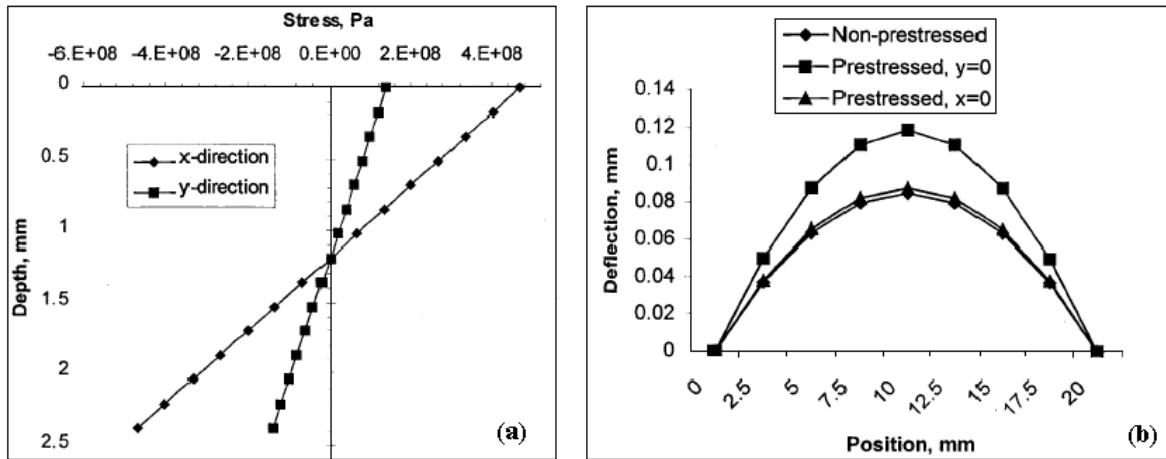 Stress, Pa
-6.E+08 -2.E+08 0.E+00 2.E+08 4.E+08
0
0.5
1
1.5
2
2.5
Depth, mm
x-direction
y-direction
(a)
Non-prestressed
Prestressed, y=0
Prestressed, x=0
0.14
0.12
0.1
0.08
0.06
0.04
0.02
0
Deflection, mm
0 2.5 5 7.5 10 12.5 15 17.5 20
Position, mm
(b)